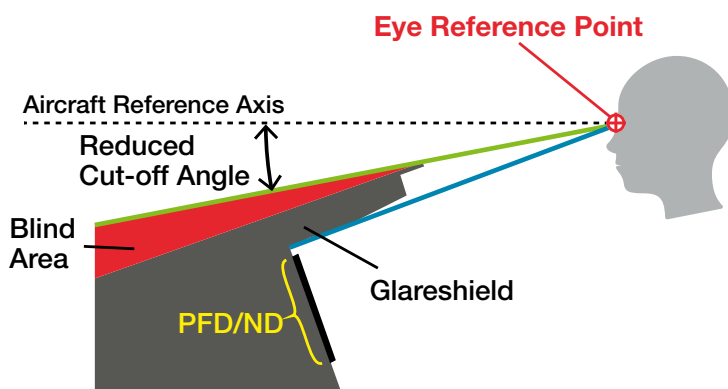 Eye Reference Point
Aircraft Reference Axis
Reduced
Cut-off Angle
Blind
Area
Glareshield
PFD/ND